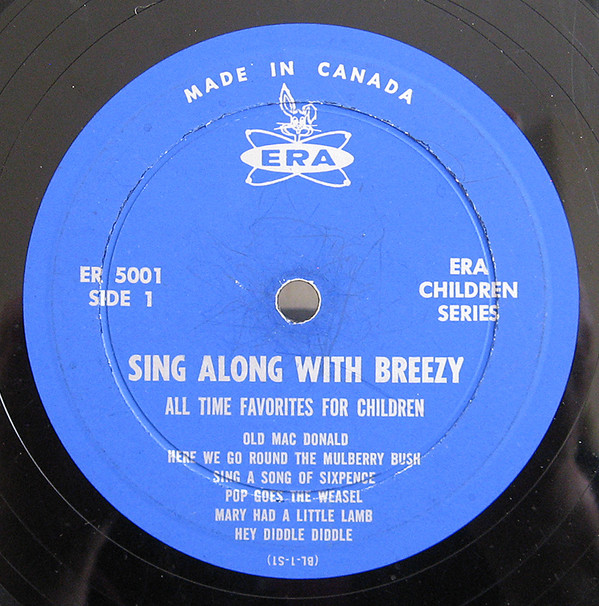 MADE IN CANADA
ERA
ER 5001
SIDE 1
ERA
CHILDREN
SERIES
SING ALONG WITH BREEZY
ALL TIME FAVORITES FOR CHILDREN
OLD MAC DONALD
HERE WE GO ROUND THE MULBERRY BUSH
SING A SONG OF SIXPENCE
POP GOES THE WEASEL
MARY HAD A LITTLE LAMB
HEY DIDDLE DIDDLE
(BL-1-S1)